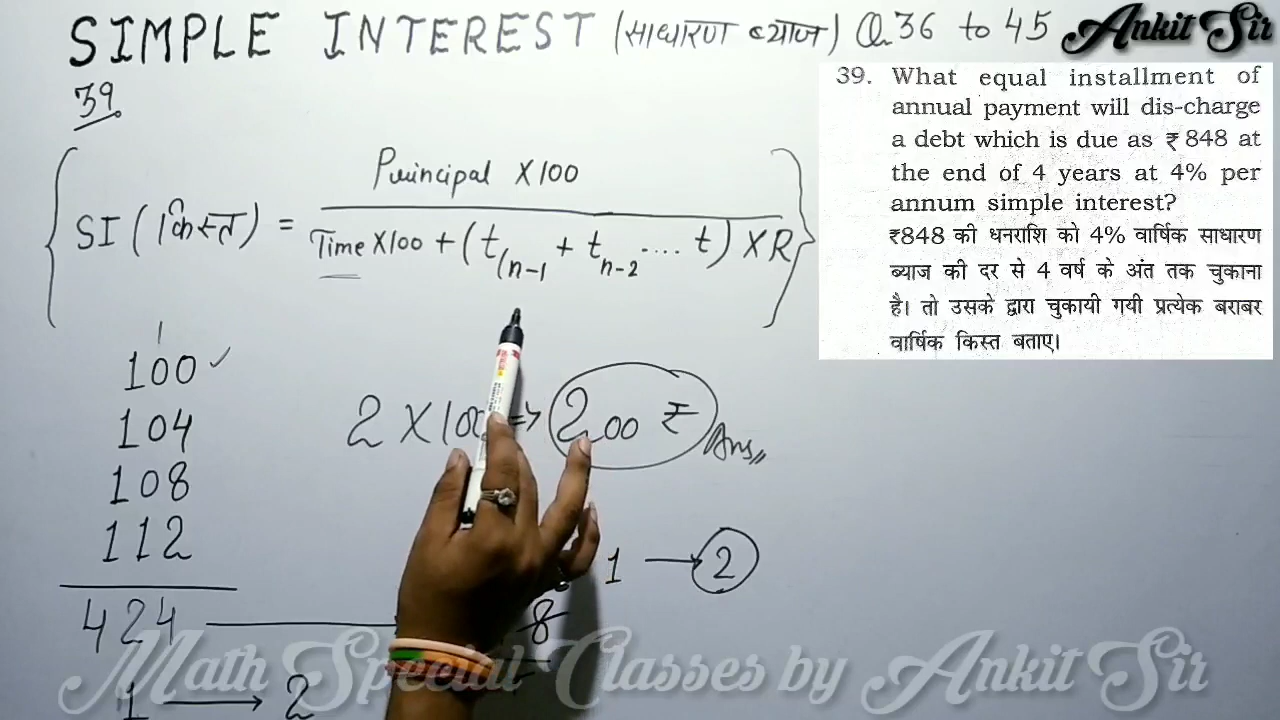 SIMPLE INTEREST (साधारण ब्याज) Q.36 to 45
Ankit Sir
39
SI (किस्त) = Principal X100
Time X100 + (t(n-1 + tn-2 .... t) X R
100 ✓
104
108
112
424
1 → 2
2 X 100 => 200 ₹ Ans
1 → 2
8
39. What equal installment of
annual payment will dis-charge
a debt which is due as ₹ 848 at
the end of 4 years at 4% per
annum simple interest?
₹848 की धनराशि को 4% वार्षिक साधारण
ब्याज की दर से 4 वर्ष के अंत तक चुकाना
है। तो उसके द्वारा चुकायी गयी प्रत्येक बराबर
वार्षिक किस्त बताए।
Math Special Classes by Ankit Sir